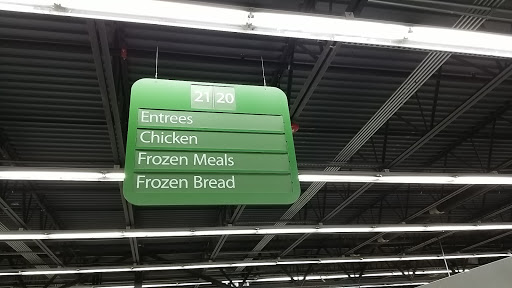 21 20
Entrees
Chicken
Frozen Meals
Frozen Bread